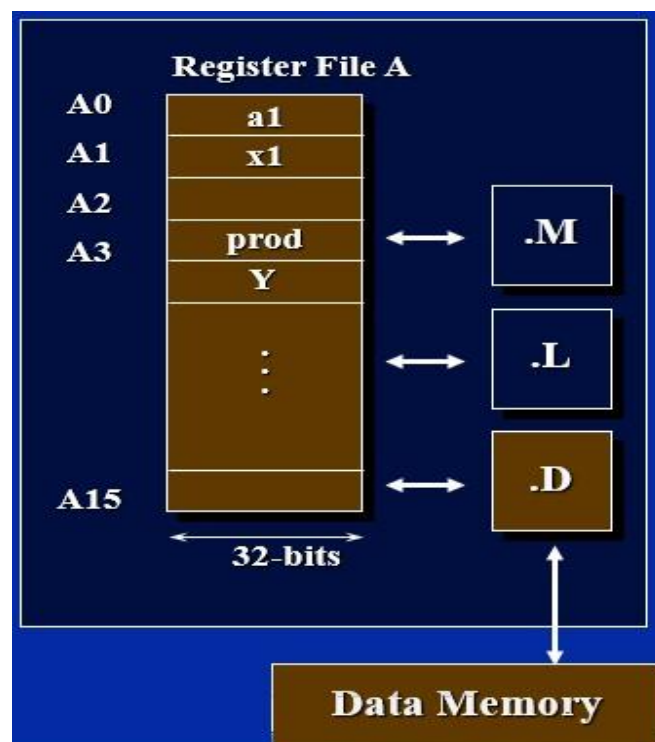 Register File A
A0
a1
A1
x1
A2
A3
prod
.M
Y
.L
⋮
.D
A15
32-bits
Data Memory